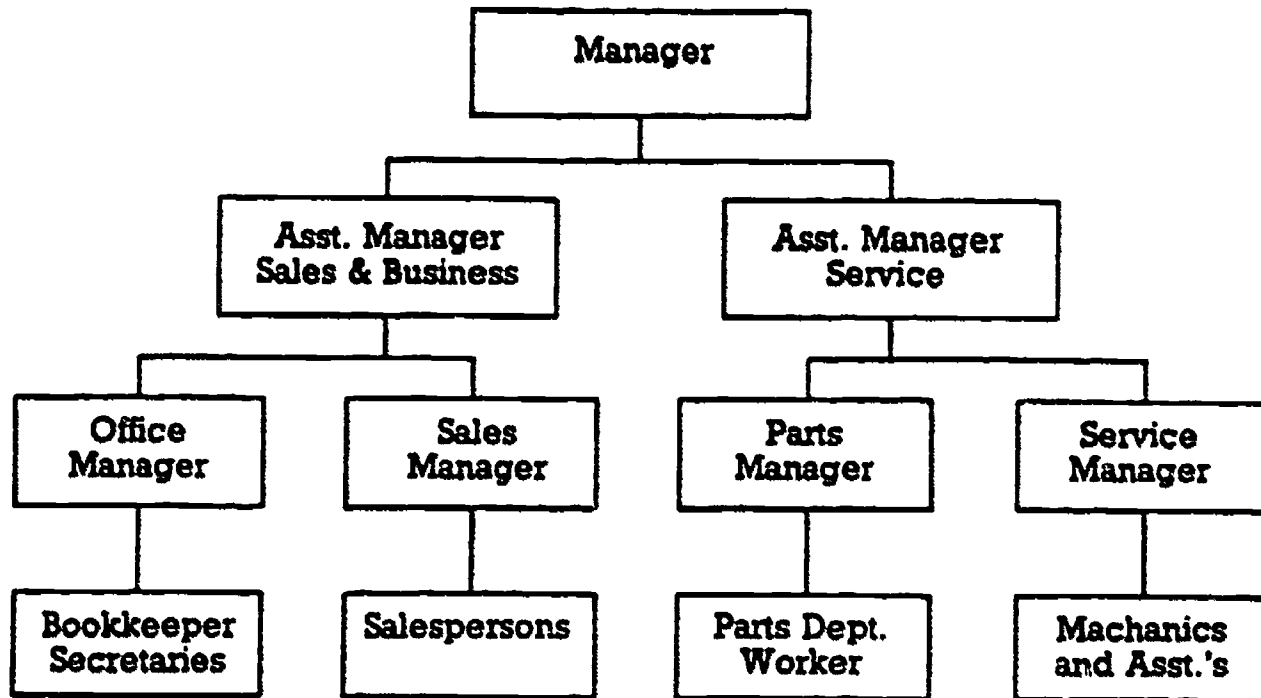 Manager
Asst. Manager
Sales & Business
Asst. Manager
Service
Office
Manager
Sales
Manager
Parts
Manager
Service
Manager
Bookkeeper
Secretaries
Salespersons
Parts Dept.
Worker
Machanics
and Asst.'s